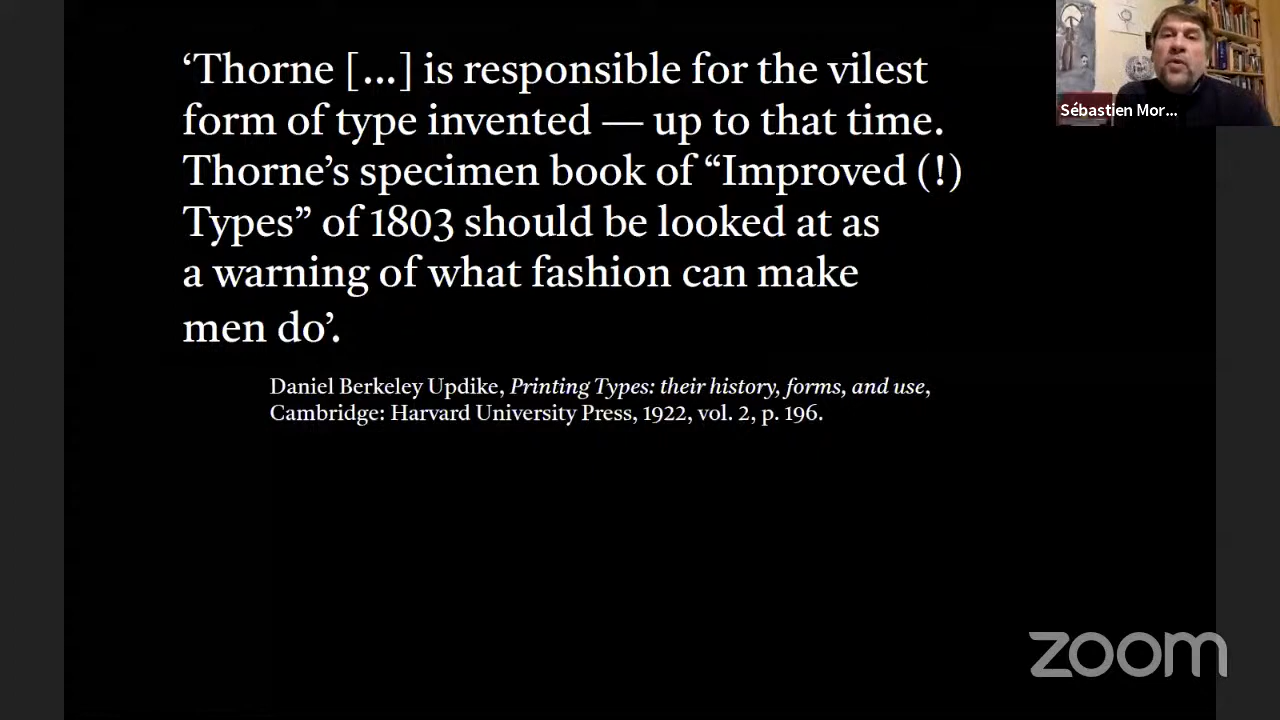 ‘Thorne [...] is responsible for the vilest
form of type invented — up to that time.
Thorne’s specimen book of “Improved (!)
Types” of 1803 should be looked at as
a warning of what fashion can make
men do’.
Daniel Berkeley Updike, Printing Types: their history, forms, and use,
Cambridge: Harvard University Press, 1922, vol. 2, p. 196.
Sébastien Mor...
zoom